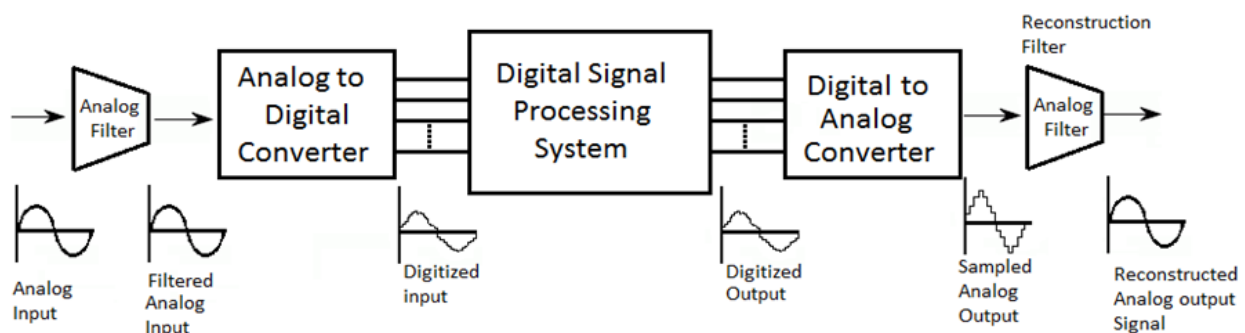 Analog
Filter
Analog to
Digital
Converter
Digital Signal
Processing
System
Digital to
Analog
Converter
Reconstruction
Filter
Analog
Filter
Analog
Input
Filtered
Analog
Input
Digitized
input
Digitized
Output
Sampled
Analog
Output
Reconstructed
Analog output
Signal